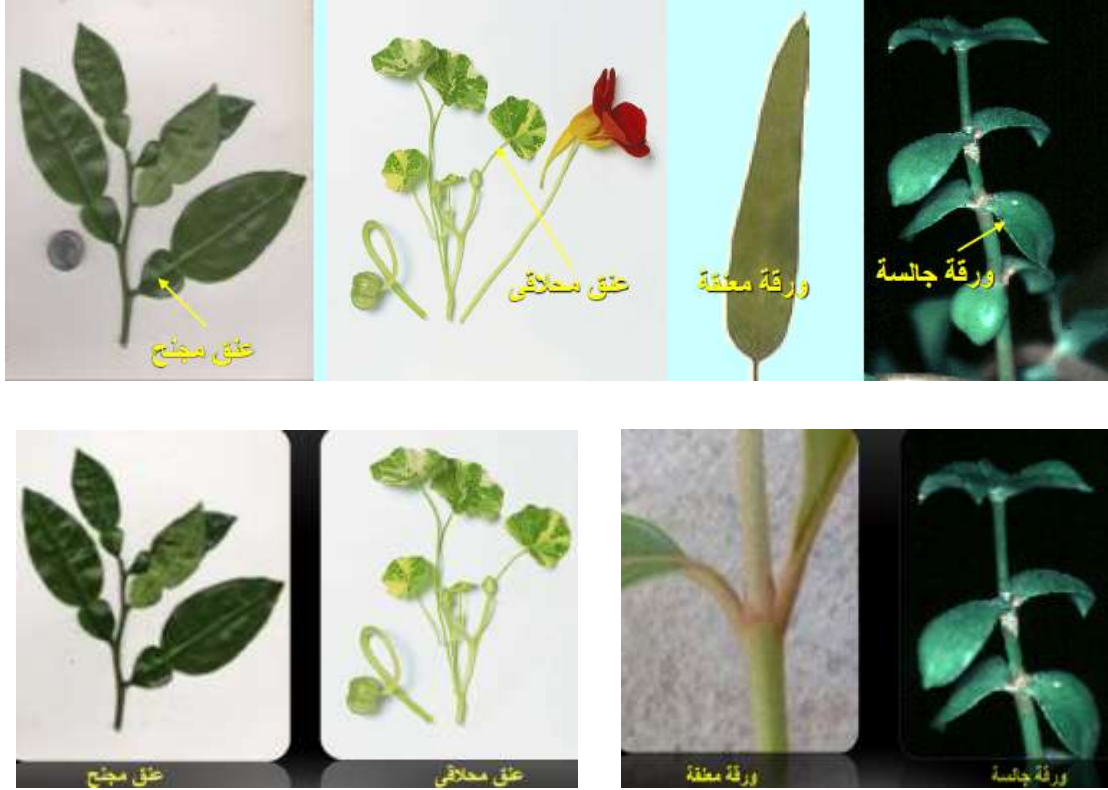 ورقة جالسة
ورقة معنقة
عنق محلاقى
عنق مجنح
ورقة جالسة
ورقة معنقة
عنق محلاقي
عنق مجنح